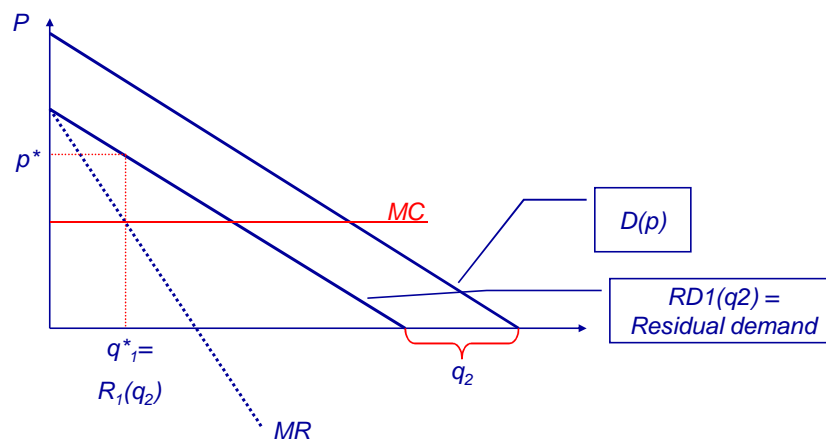 P
p*
MC
D(p)
RD1(q2) =
Residual demand
q*1=
R1(q2)
q2
MR